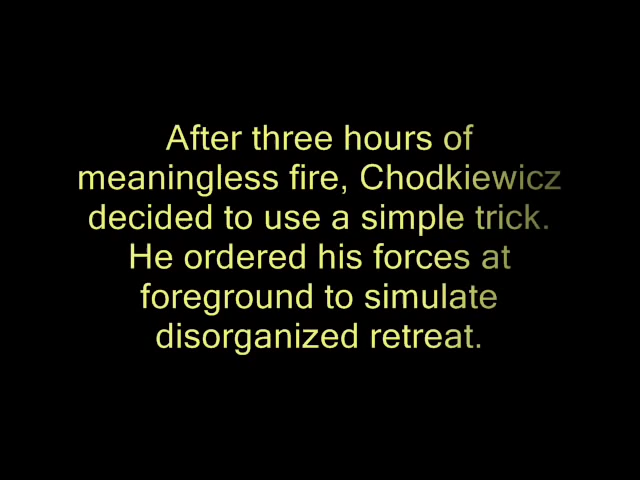 After three hours of
meaningless fire, Chodkiewicz
decided to use a simple trick.
He ordered his forces at
foreground to simulate
disorganized retreat.